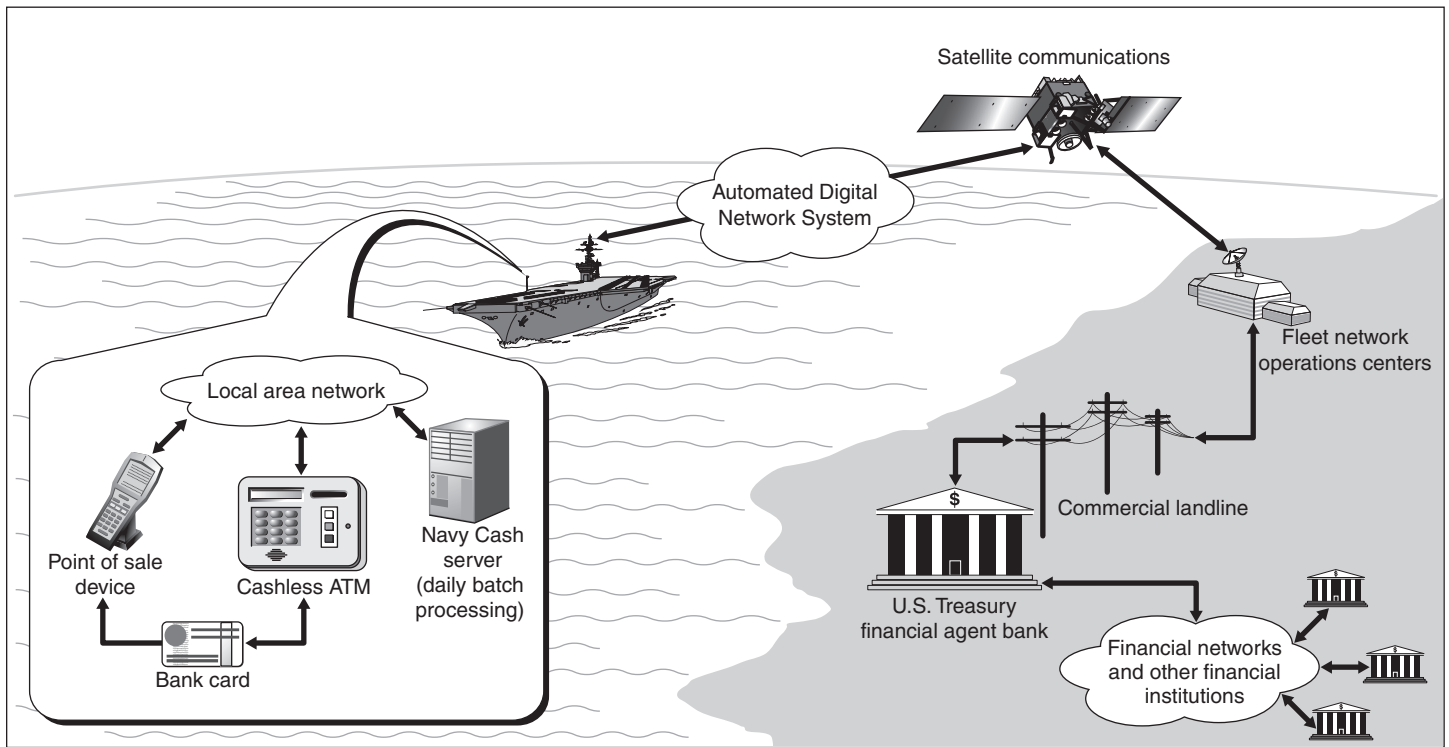 Satellite communications
Automated Digital
Network System
Fleet network
operations centers
Local area network
Commercial landline
Point of sale
device
Cashless ATM
Navy Cash
server
(daily batch
processing)
Bank card
$
U.S. Treasury
financial agent bank
Financial networks
and other financial
institutions
$
$
$